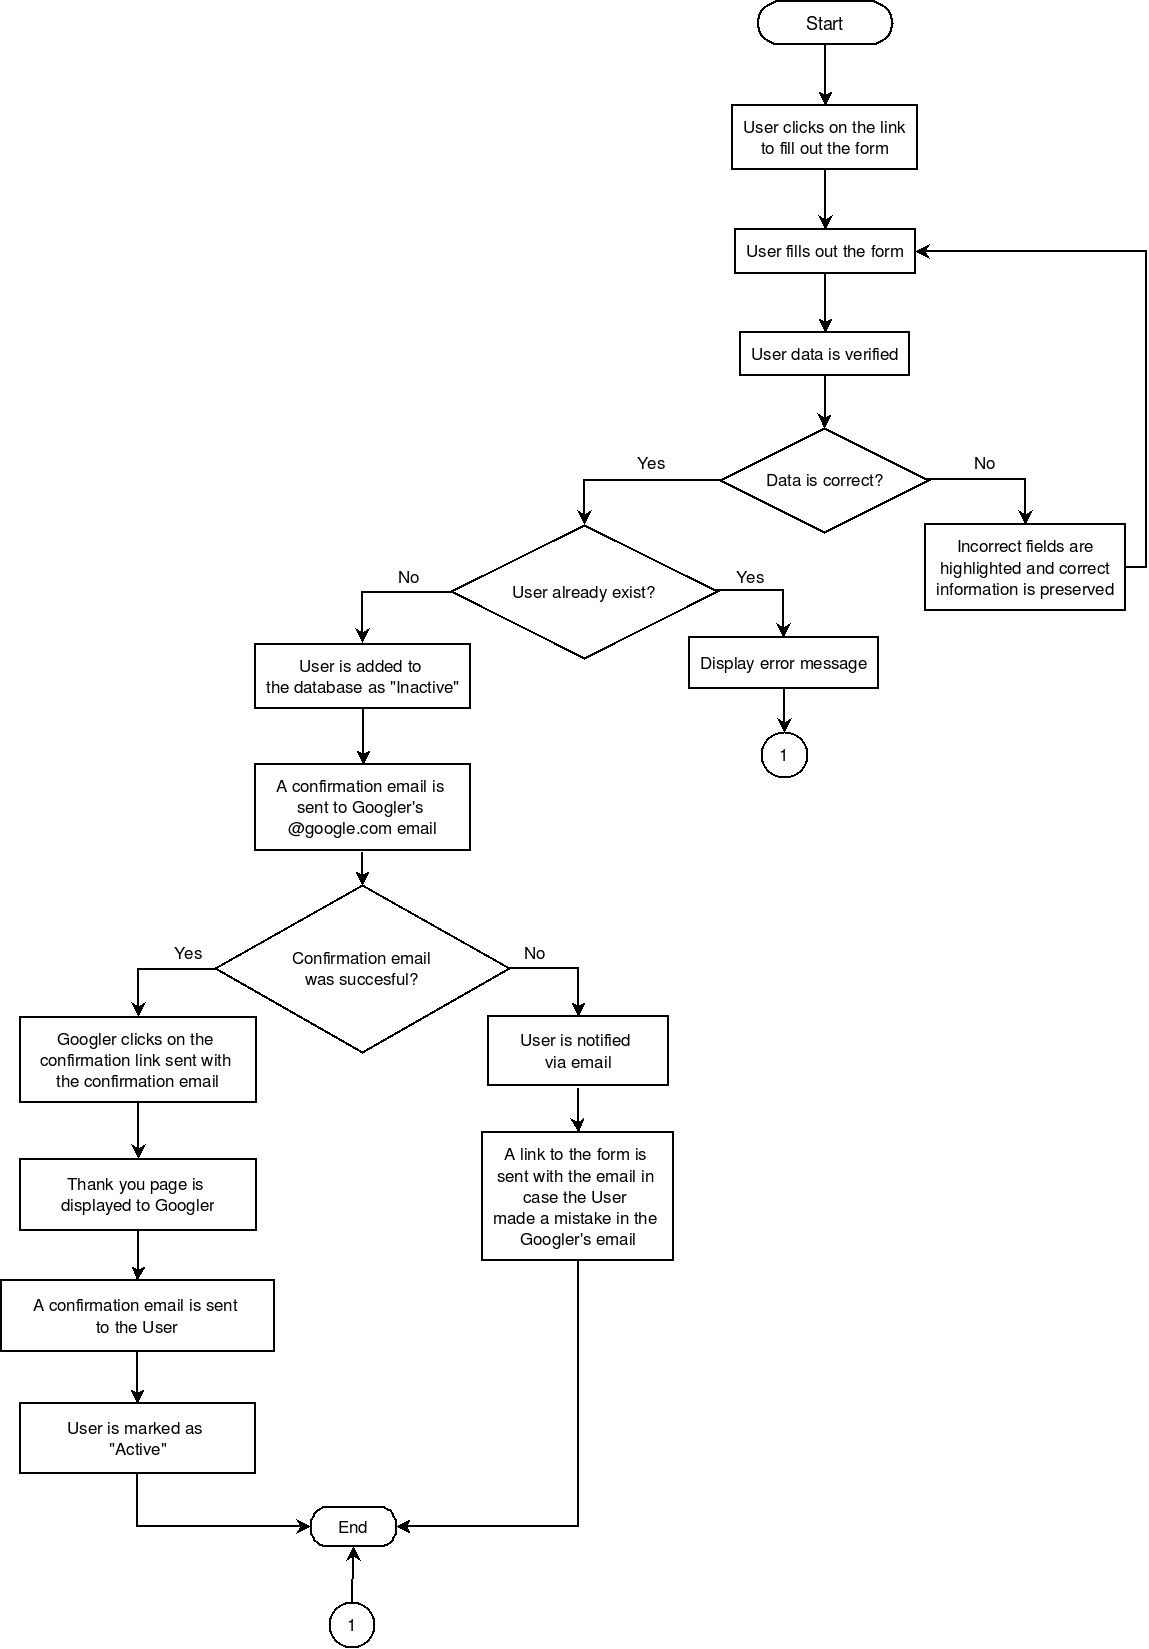 Start
User clicks on the link
to fill out the form
User fills out the form
User data is verified
Data is correct?
Yes
No
Incorrect fields are
highlighted and correct
information is preserved
User already exist?
No
Yes
User is added to
the database as "Inactive"
Display error message
1
A confirmation email is
sent to Googler's
@google.com email
Confirmation email
was succesful?
Yes
No
Googler clicks on the
confirmation link sent with
the confirmation email
User is notified
via email
Thank you page is
displayed to Googler
A link to the form is
sent with the email in
case the User
made a mistake in the
Googler's email
A confirmation email is sent
to the User
User is marked as
"Active"
End
1